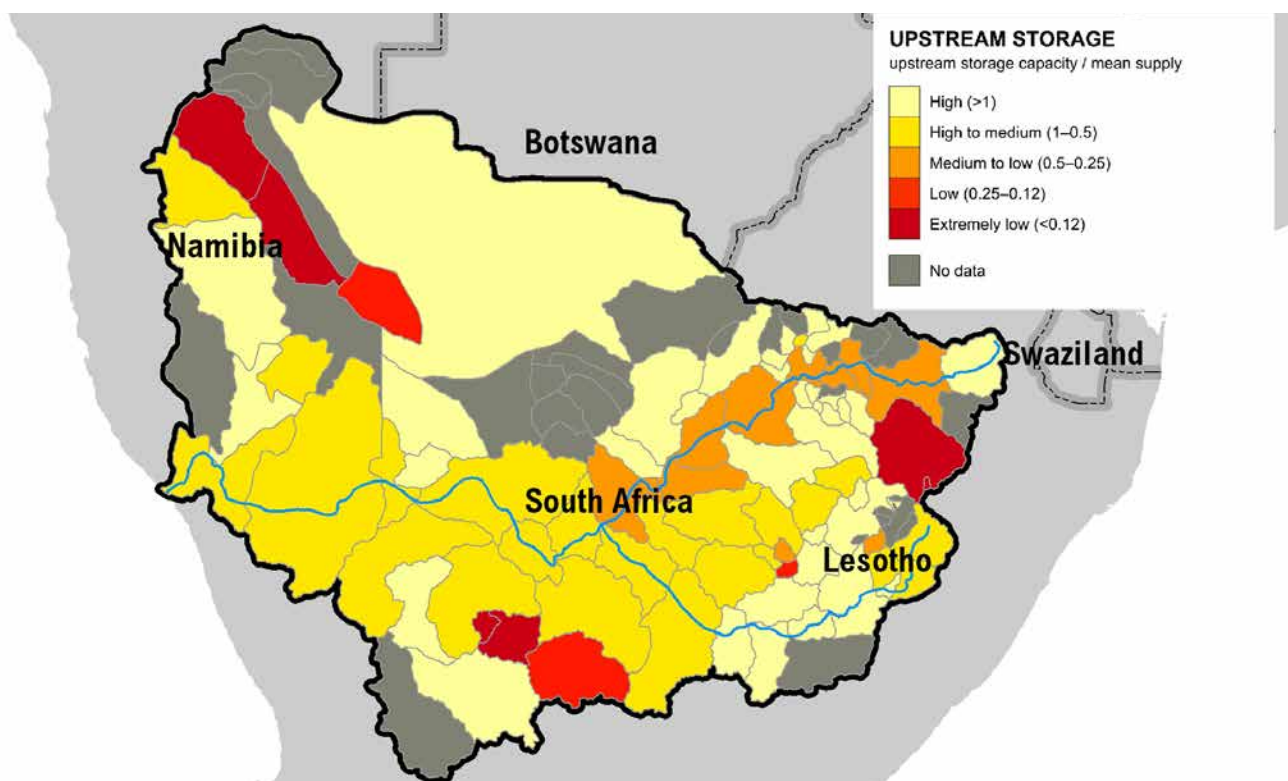 UPSTREAM STORAGE
upstream storage capacity / mean supply
High (>1)
High to medium (1–0.5)
Medium to low (0.5–0.25)
Low (0.25–0.12)
Extremely low (<0.12)
No data
Botswana
Namibia
Swaziland
South Africa
Lesotho